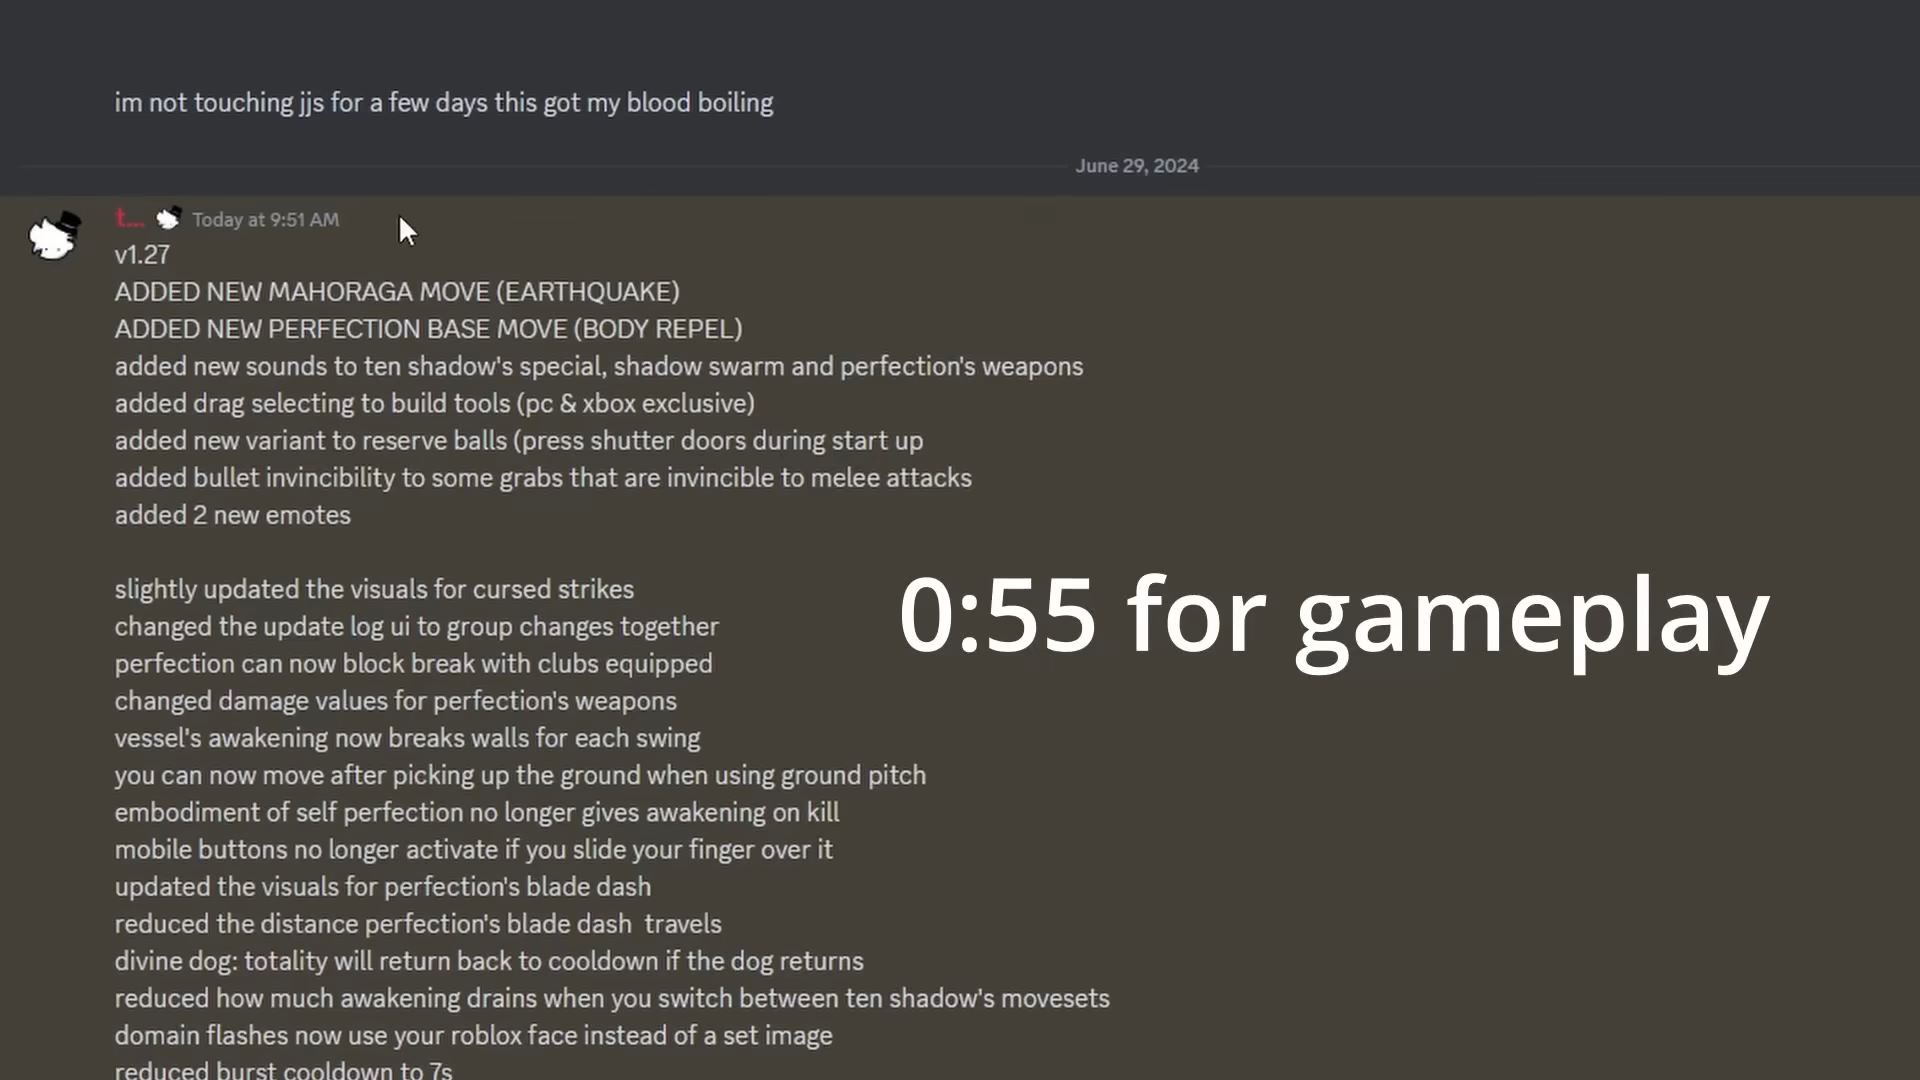 im not touching jjs for a few days this got my blood boiling
June 29, 2024
t... Today at 9:51 AM
v1.27
ADDED NEW MAHORAGA MOVE (EARTHQUAKE)
ADDED NEW PERFECTION BASE MOVE (BODY REPEL)
added new sounds to ten shadow's special, shadow swarm and perfection's weapons
added drag selecting to build tools (pc & xbox exclusive)
added new variant to reserve balls (press shutter doors during start up
added bullet invincibility to some grabs that are invincible to melee attacks
added 2 new emotes
slightly updated the visuals for cursed strikes
changed the update log ui to group changes together
perfection can now block break with clubs equipped
changed damage values for perfection's weapons
vessel's awakening now breaks walls for each swing
you can now move after picking up the ground when using ground pitch
embodiment of self perfection no longer gives awakening on kill
mobile buttons no longer activate if you slide your finger over it
updated the visuals for perfection's blade dash
reduced the distance perfection's blade dash  travels
divine dog: totality will return back to cooldown if the dog returns
reduced how much awakening drains when you switch between ten shadow's movesets
domain flashes now use your roblox face instead of a set image
reduced burst cooldown to 7s
0:55 for gameplay